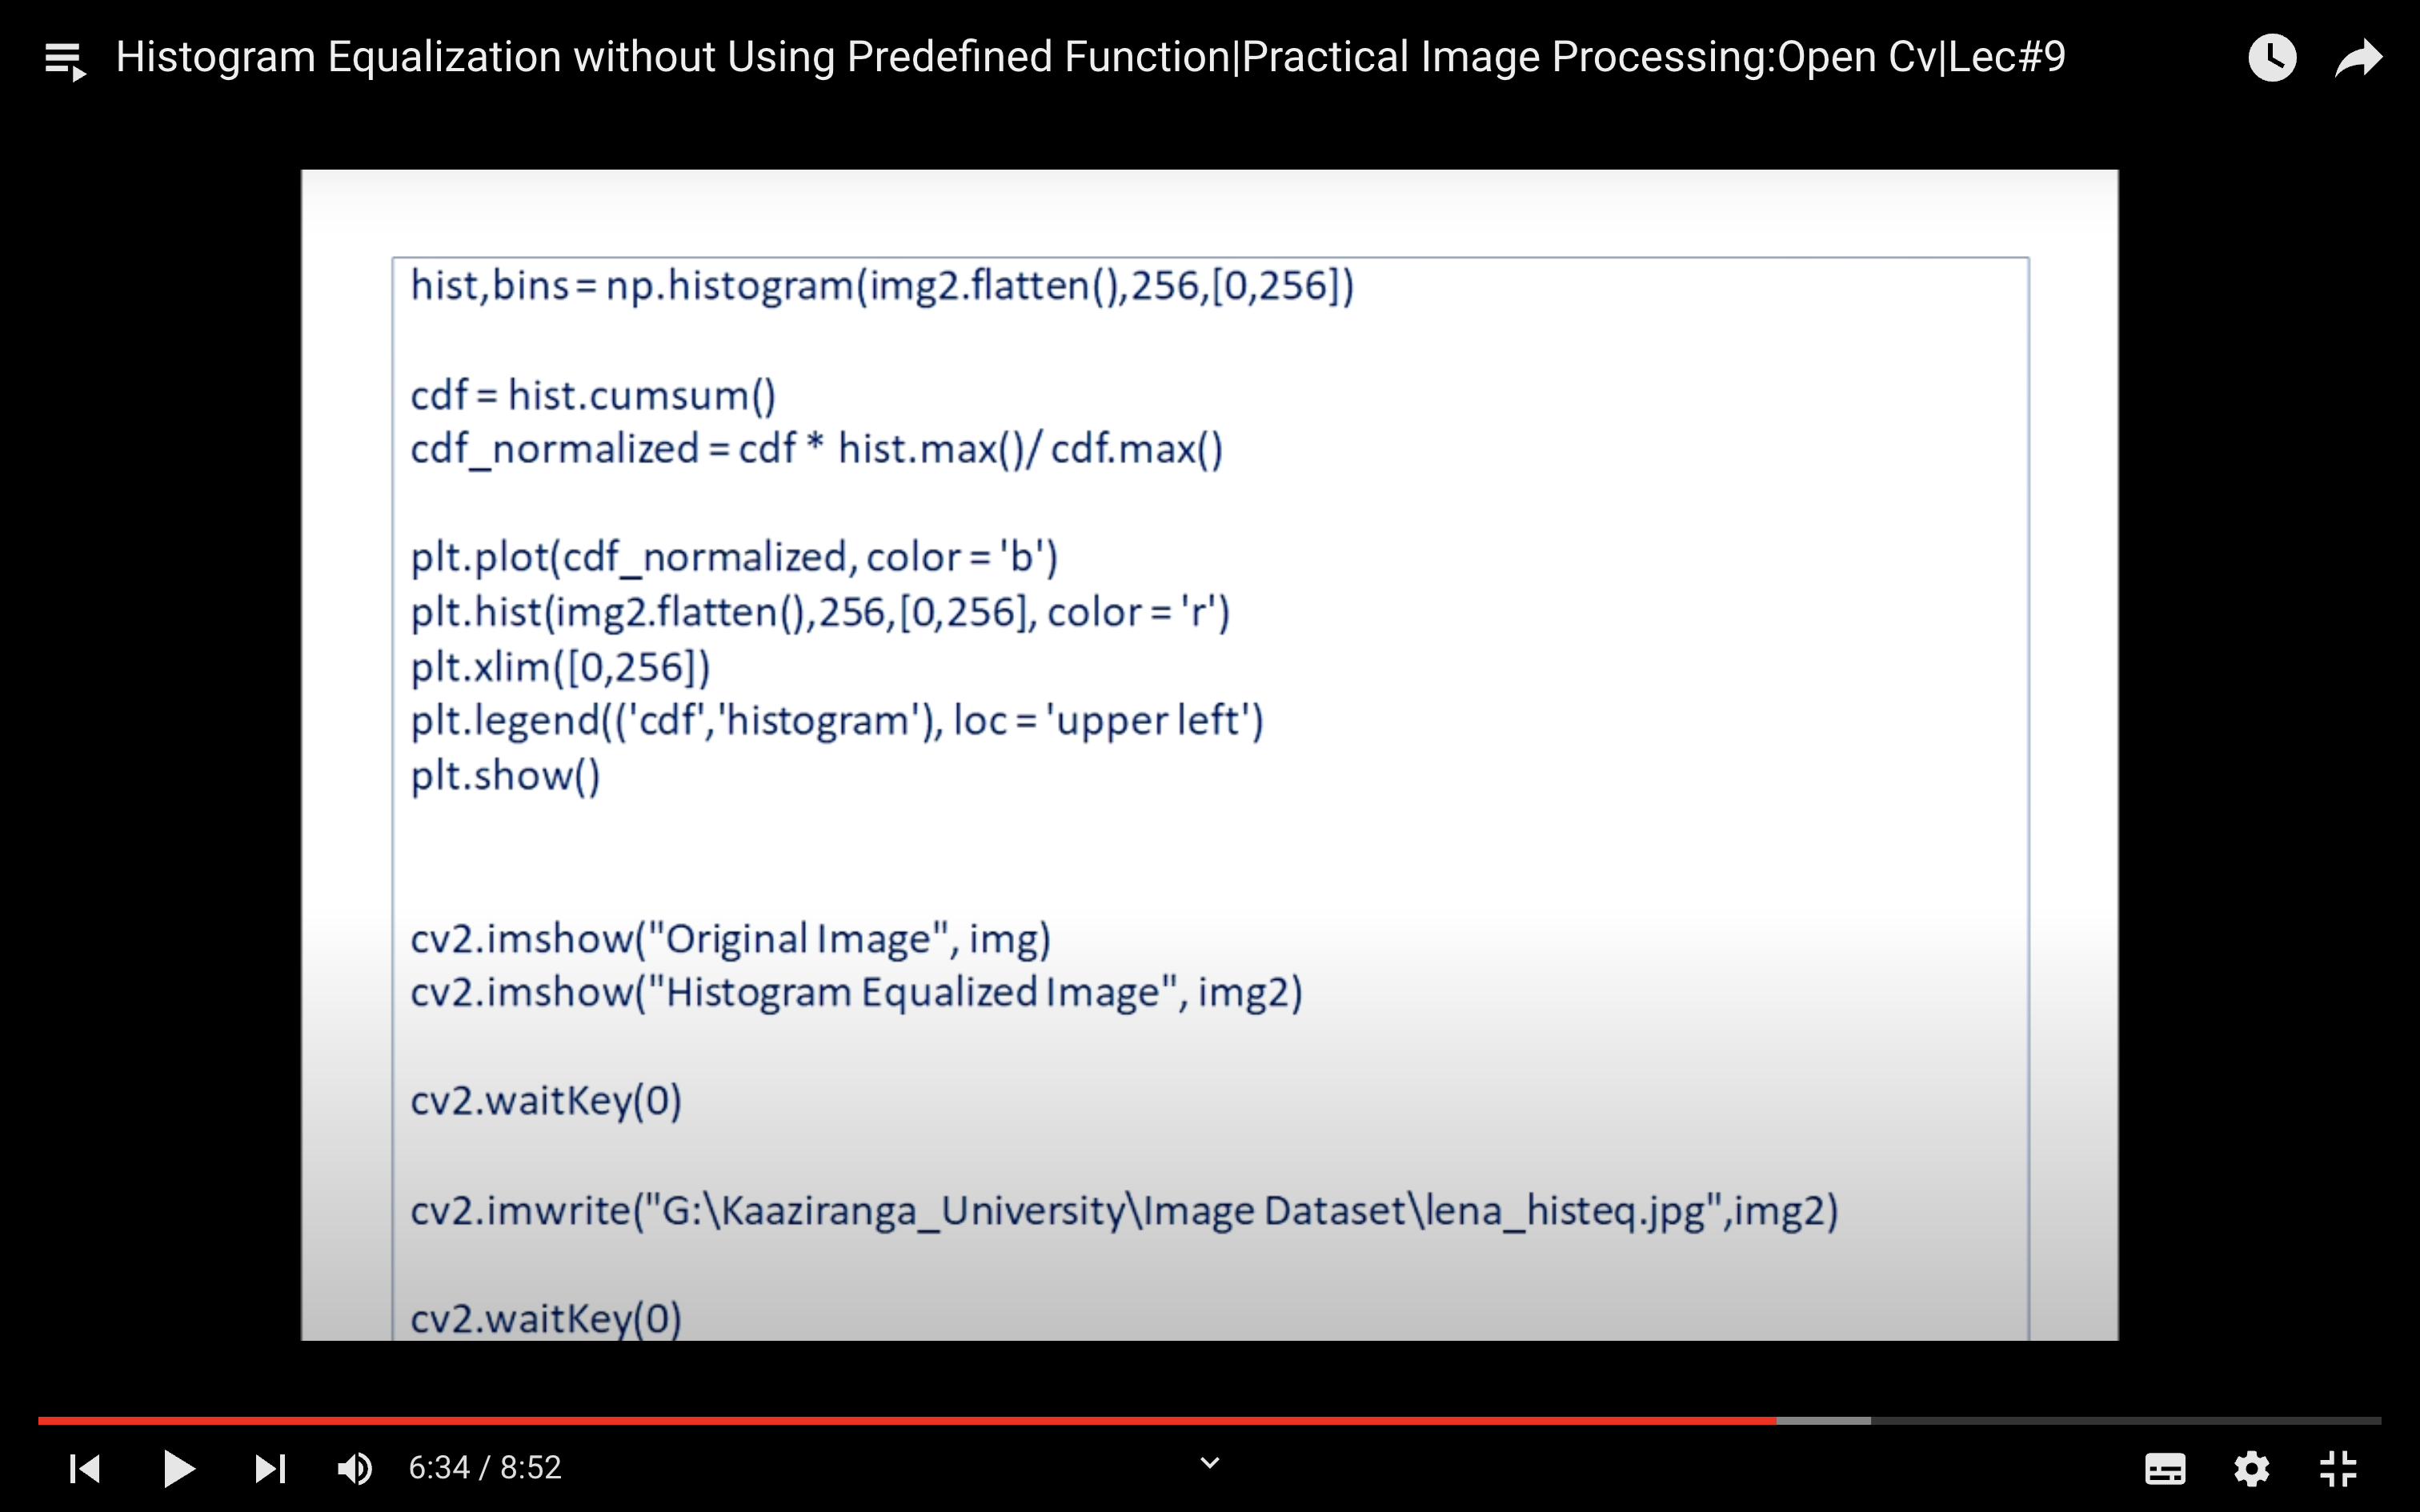 Histogram Equalization without Using Predefined Function|Practical Image Processing:Open Cv|Lec#9
hist,bins = np.histogram(img2.flatten(),256,[0,256])
cdf = hist.cumsum()
cdf_normalized = cdf * hist.max()/ cdf.max()
plt.plot(cdf_normalized, color = 'b')
plt.hist(img2.flatten(),256,[0,256], color = 'r')
plt.xlim([0,256])
plt.legend(('cdf','histogram'), loc = 'upper left')
plt.show()
cv2.imshow("Original Image", img)
cv2.imshow("Histogram Equalized Image", img2)
cv2.waitKey(0)
cv2.imwrite("G:\Kaaziranga_University\Image Dataset\lena_histeq.jpg",img2)
cv2.waitKey(0)
6:34 / 8:52